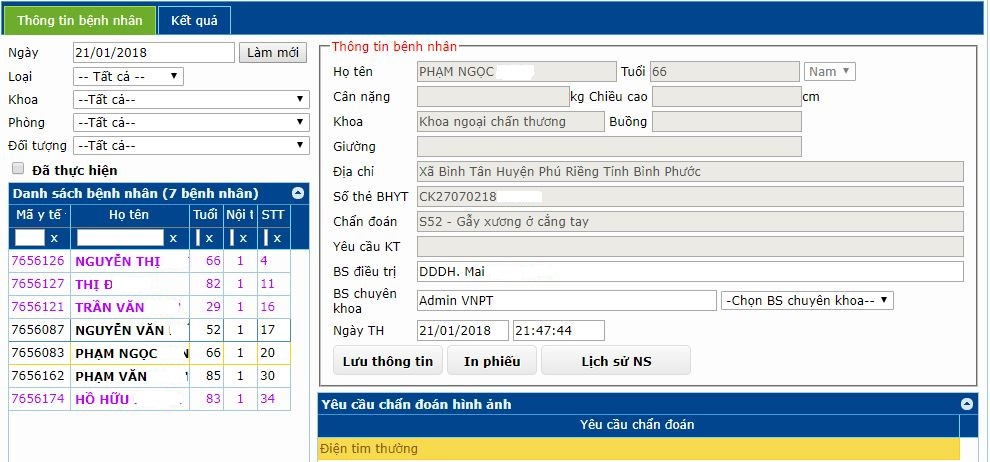 Thông tin bệnh nhân Kết quả
Ngày 21/01/2018 Làm mới
Loại -- Tất cả --
Khoa --Tất cả--
Phòng --Tất cả--
Đối tượng --Tất cả--
Đã thực hiện
Danh sách bệnh nhân (7 bệnh nhân)
Mã y tế Họ tên Tuổi Nội t STT
x x x x x
7656126 NGUYỄN THỊ 66 1 4
7656127 THỊ Đ 82 1 11
7656121 TRẦN VĂN 29 1 16
7656087 NGUYỄN VĂN 52 1 17
7656083 PHẠM NGỌC 66 1 20
7656162 PHẠM VĂN 85 1 30
7656174 HỒ HỮU 83 1 34
Thông tin bệnh nhân
Họ tên PHẠM NGỌC Tuổi 66 Nam
Cân nặng kg Chiều cao cm
Khoa Khoa ngoại chấn thương Buồng
Giường
Địa chỉ Xã Bình Tân Huyện Phú Riềng Tỉnh Bình Phước
Số thẻ BHYT CK27070218
Chẩn đoán S52 - Gẫy xương ở cẳng tay
Yêu cầu KT
BS điều trị DDDH. Mai
BS chuyên khoa Admin VNPT -Chọn BS chuyên khoa--
Ngày TH 21/01/2018 21:47:44
Lưu thông tin In phiếu Lịch sử NS
Yêu cầu chẩn đoán hình ảnh
Yêu cầu chẩn đoán
Điện tim thường